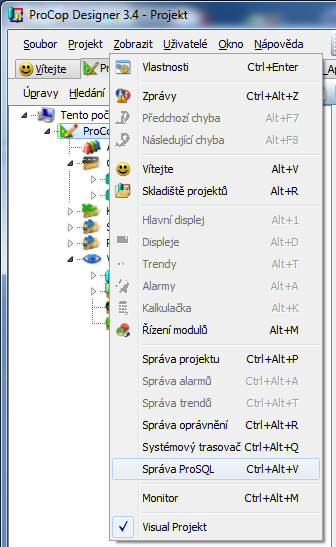 ProCop Designer 3.4 - Projekt
Soubor Projekt Zobrazit Uživatelé Okno Nápověda
Vítejte
Úpravy Hledání
Tento poč
ProCo
Vlastnosti Ctrl+Enter
Zprávy Ctrl+Alt+Z
Předchozí chyba Alt+F7
Následující chyba Alt+F8
Vítejte Alt+V
Skladiště projektů Alt+R
Hlavní displej Alt+1
Displeje Alt+D
Trendy Alt+T
Alarmy Alt+A
Kalkulačka Alt+K
Řízení modulů Alt+M
Správa projektu Ctrl+Alt+P
Správa alarmů Ctrl+Alt+A
Správa trendů Ctrl+Alt+T
Správa oprávnění Ctrl+Alt+R
Systémový trasovač Ctrl+Alt+Q
Správa ProSQL Ctrl+Alt+V
Monitor Ctrl+Alt+M
Visual Projekt